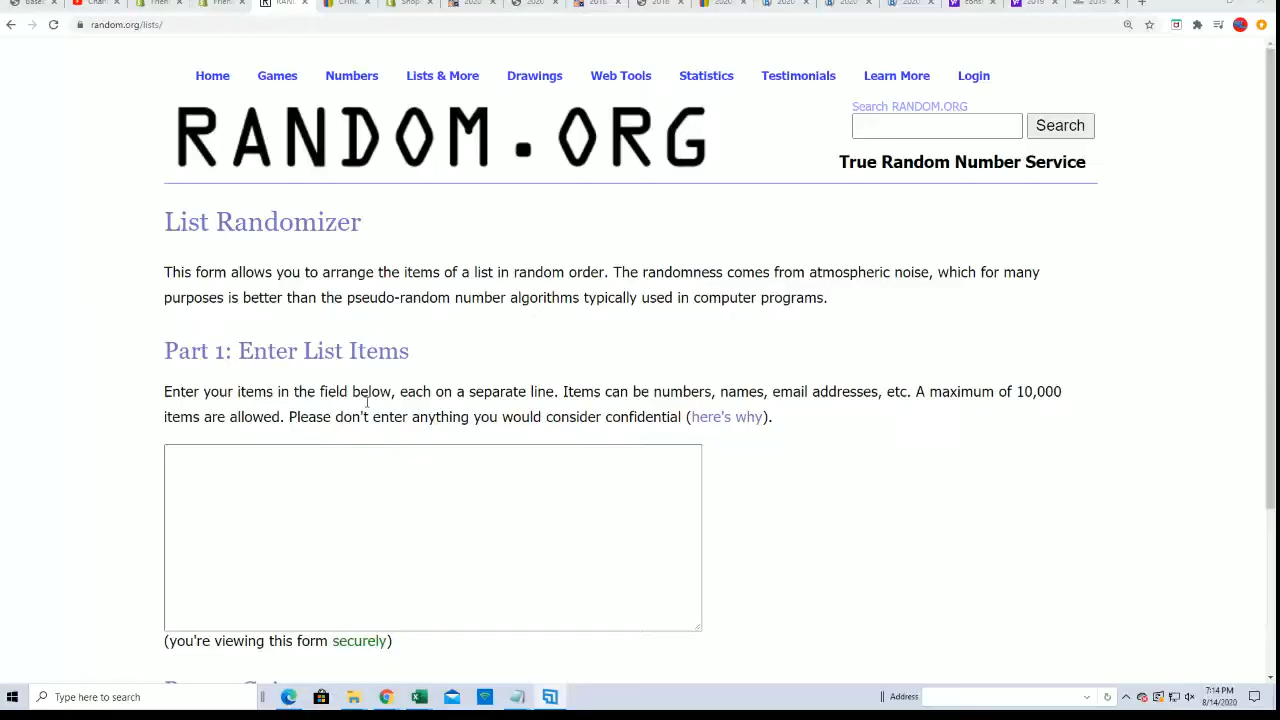 random.org/lists/
Home Games Numbers Lists & More Drawings Web Tools Statistics Testimonials Learn More Login
RANDOM.ORG
Search RANDOM.ORG
Search
True Random Number Service
List Randomizer
This form allows you to arrange the items of a list in random order. The randomness comes from atmospheric noise, which for many
purposes is better than the pseudo-random number algorithms typically used in computer programs.
Part 1: Enter List Items
Enter your items in the field below, each on a separate line. Items can be numbers, names, email addresses, etc. A maximum of 10,000
items are allowed. Please don't enter anything you would consider confidential (here's why).
(you're viewing this form securely)
Type here to search
Address
7:14 PM
8/14/2020